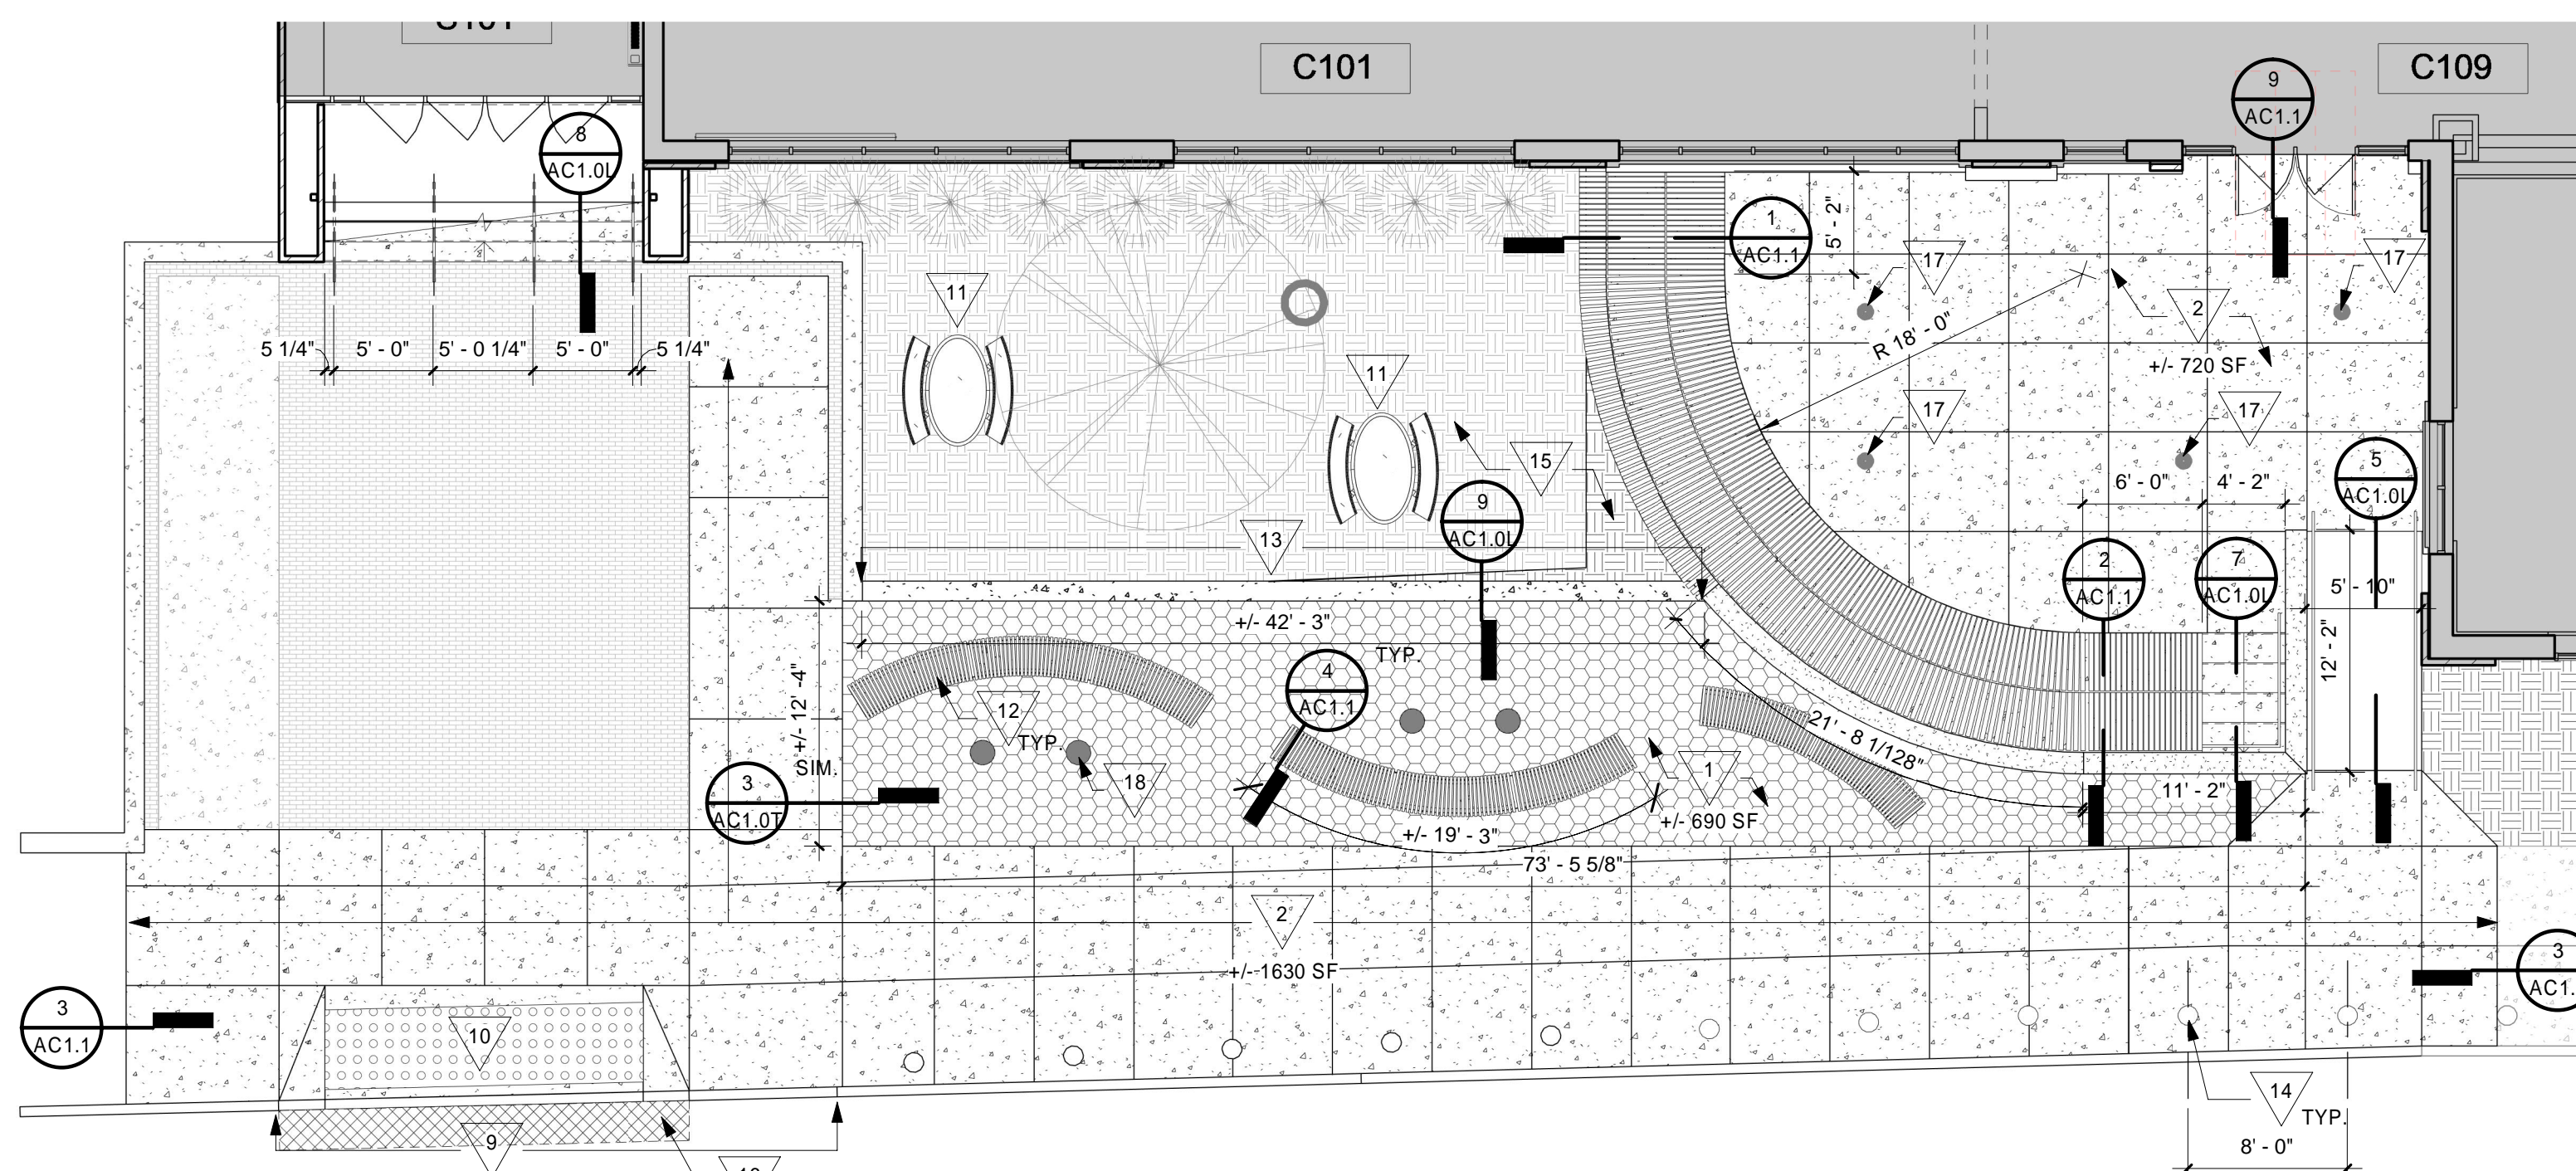 C101
C101
C109
9
AC1.1
8
AC1.0L
1
AC1.1
5' - 2"
17
17
11
2
R 18' - 0"
+/- 720 SF
5 1/4"
5' - 0"
5' - 0 1/4"
5' - 0"
5 1/4"
11
17
17
15
5
AC1.0L
6' - 0"
4' - 2"
9
AC1.0L
13
2
AC1.1
7
AC1.0L
5' - 10"
+/- 42' - 3"
TYP.
12' - 2"
4
AC1.1
+/- 12' -4"
12
TYP.
21' - 8 1/128"
SIM.
18
1
3
AC1.0T
11' - 2"
+/- 690 SF
+/- 19' - 3"
73' - 5 5/8"
2
+/- 1630 SF
3
AC1.
3
AC1.1
10
14
TYP.
9
8' - 0"